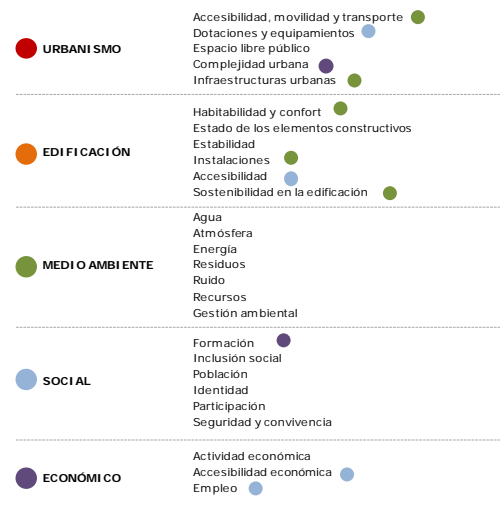 URBANISMO
Accesibilidad, movilidad y transporte
Dotaciones y equipamientos
Espacio libre público
Complejidad urbana
Infraestructuras urbanas
EDIFICACIÓN
Habitabilidad y confort
Estado de los elementos constructivos
Estabilidad
Instalaciones
Accesibilidad
Sostenibilidad en la edificación
MEDIO AMBIENTE
Agua
Atmósfera
Energía
Residuos
Ruido
Recursos
Gestión ambiental
SOCIAL
Formación
Inclusión social
Población
Identidad
Participación
Seguridad y convivencia
ECONÓMICO
Actividad económica
Accesibilidad económica
Empleo